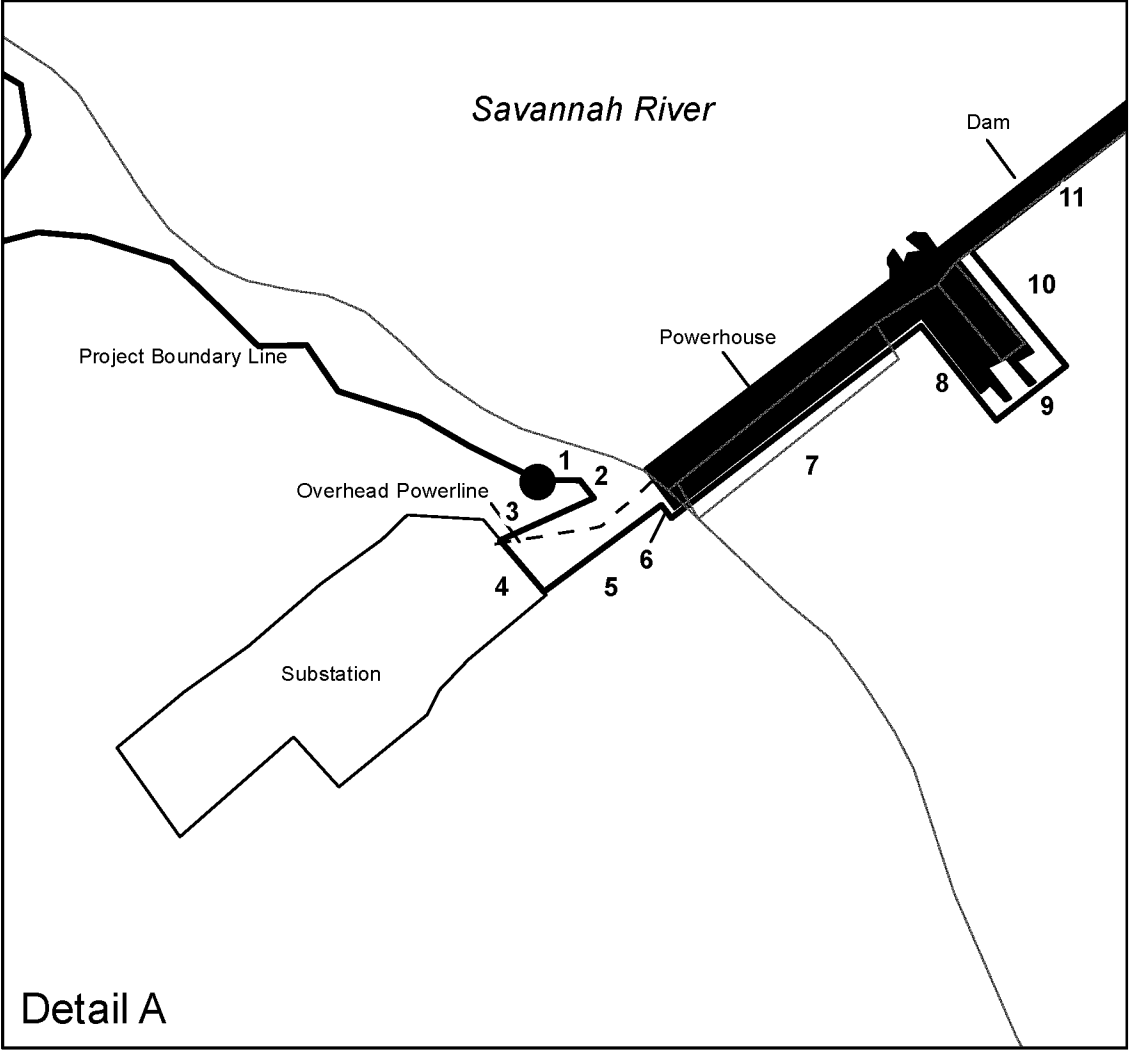 Savannah River
Dam
11
10
Powerhouse
Project Boundary Line
8
9
1
7
2
Overhead Powerline
3
6
4
5
Substation
Detail A